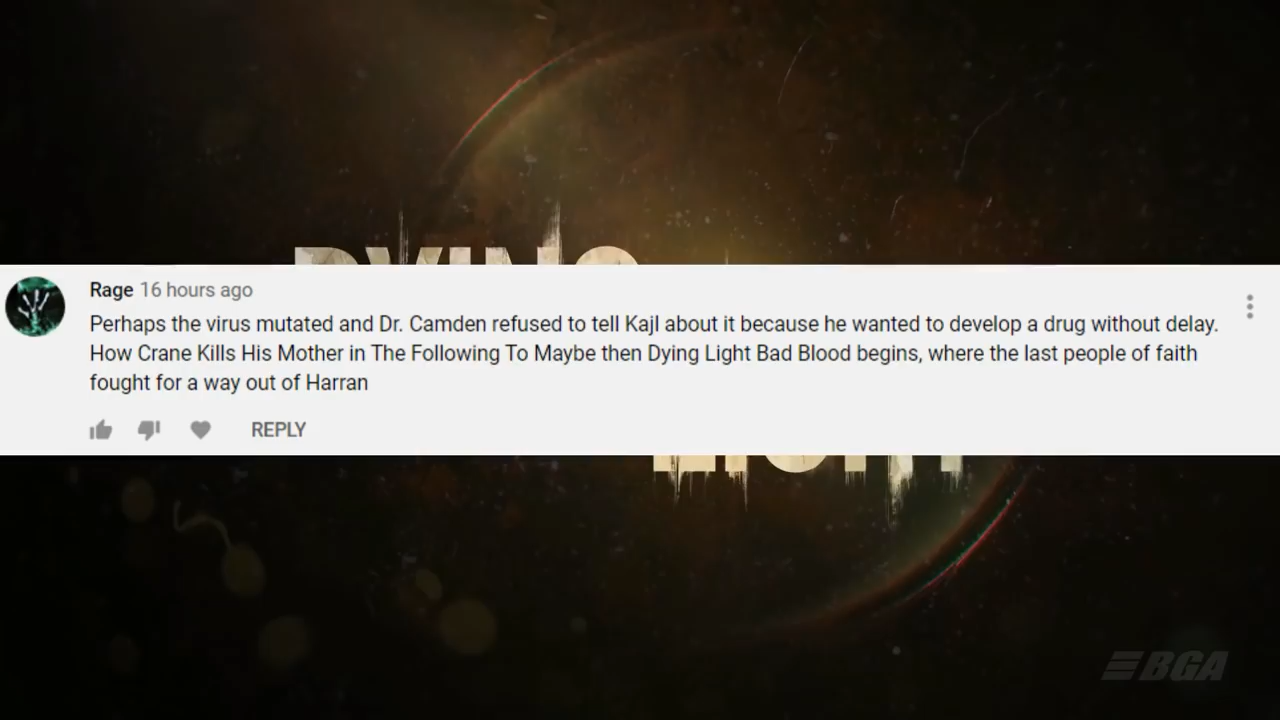 DYING
Rage 16 hours ago
Perhaps the virus mutated and Dr. Camden refused to tell Kajl about it because he wanted to develop a drug without delay.
How Crane Kills His Mother in The Following To Maybe then Dying Light Bad Blood begins, where the last people of faith
fought for a way out of Harran
REPLY
LIGHT
BGA